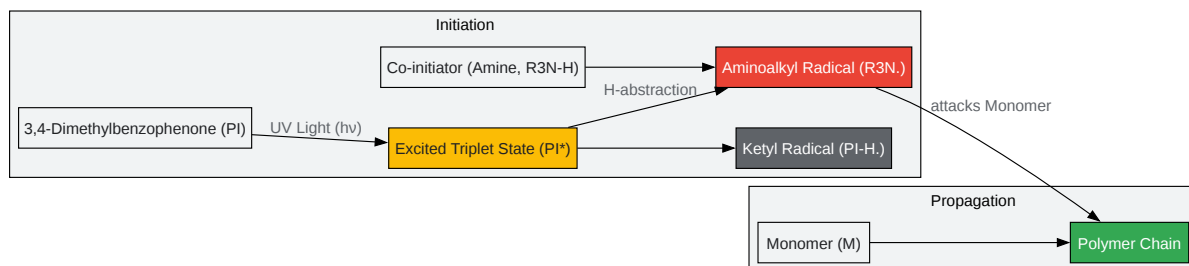 Initiation
Co-initiator (Amine, R3N-H)
Aminoalkyl Radical (R3N.)
H-abstraction
attacks Monomer
3,4-Dimethylbenzophenone (PI)
UV Light (hν)
Excited Triplet State (PI*)
Ketyl Radical (PI-H.)
Propagation
Monomer (M)
Polymer Chain